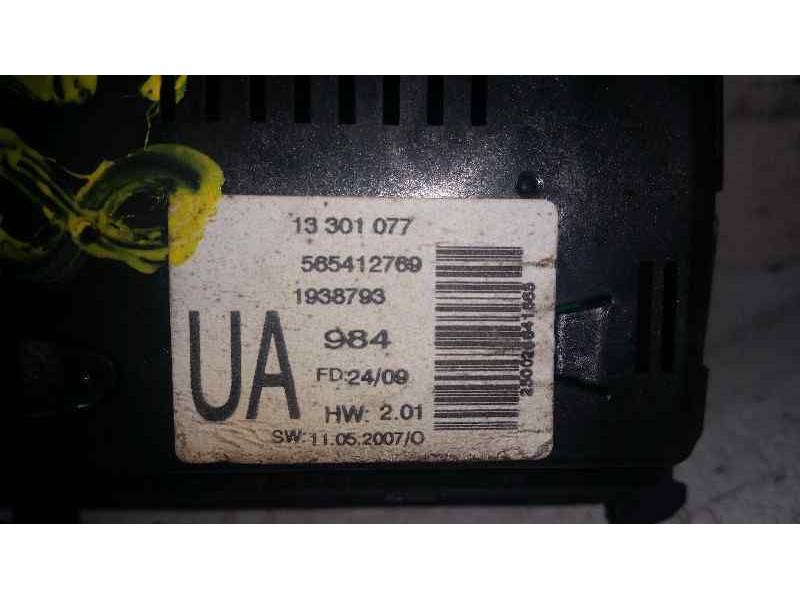 13 301 077
565412769
1938793
UA
984
FD:24/09
HW: 2.01
SW: 11.05.2007/O